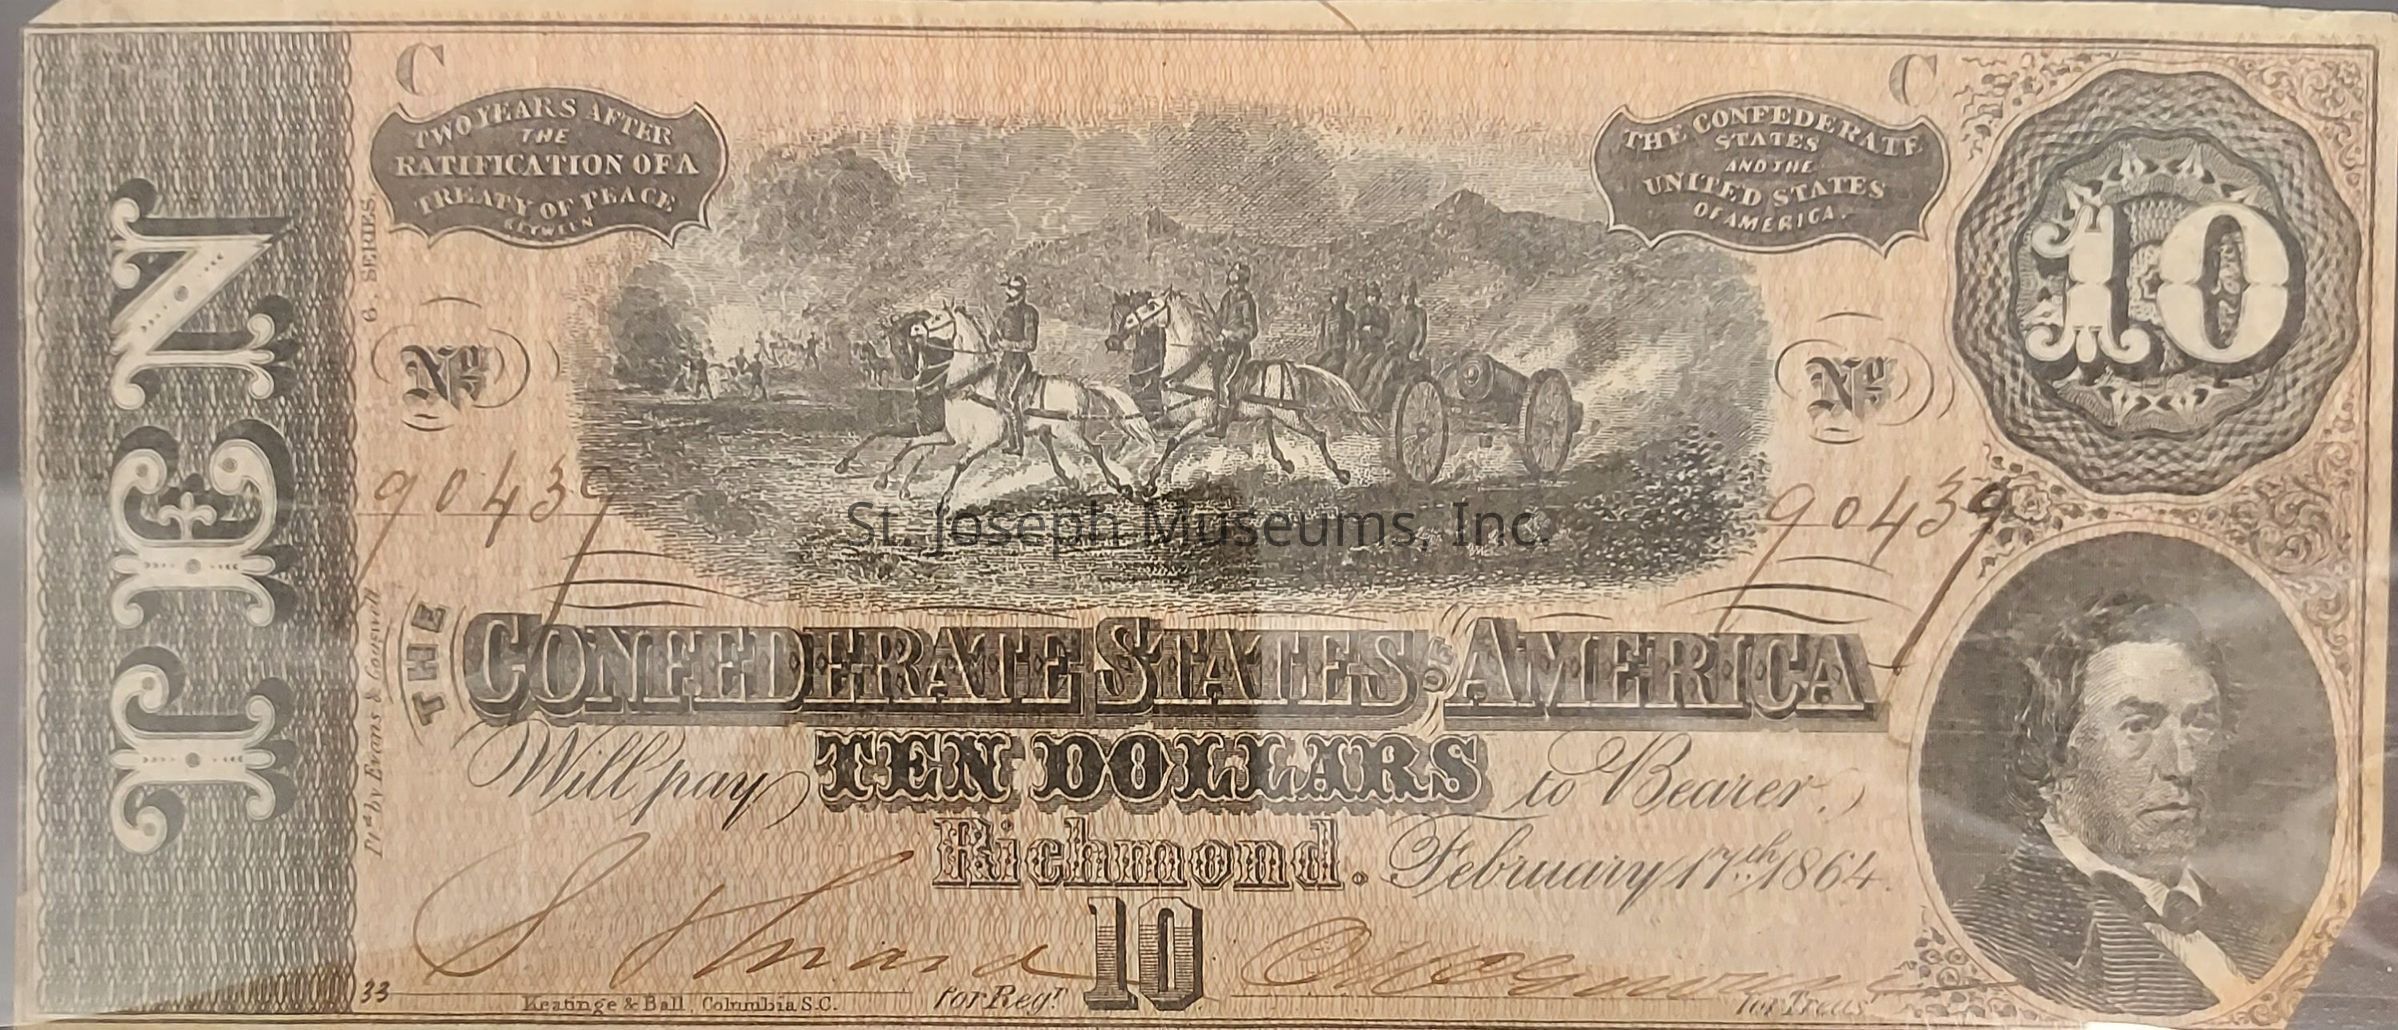 C
C
TWO YEARS AFTER
THE
RATIFICATION OF A
TREATY OF PEACE
BETWEEN
THE CONFEDERATE
STATES
AND THE
UNITED STATES
OF AMERICA.
10
TEN
6. SERIES.
No
No
90439
90439
St. Joseph Museums, Inc.
Ptd by Evans & Cogswell
THE CONFEDERATE STATES OF AMERICA
Will pay TEN DOLLARS to Bearer.
Richmond. February 17th. 1864.
10
33
Keatinge & Ball, Columbia S.C.
for Regr
for Treasr